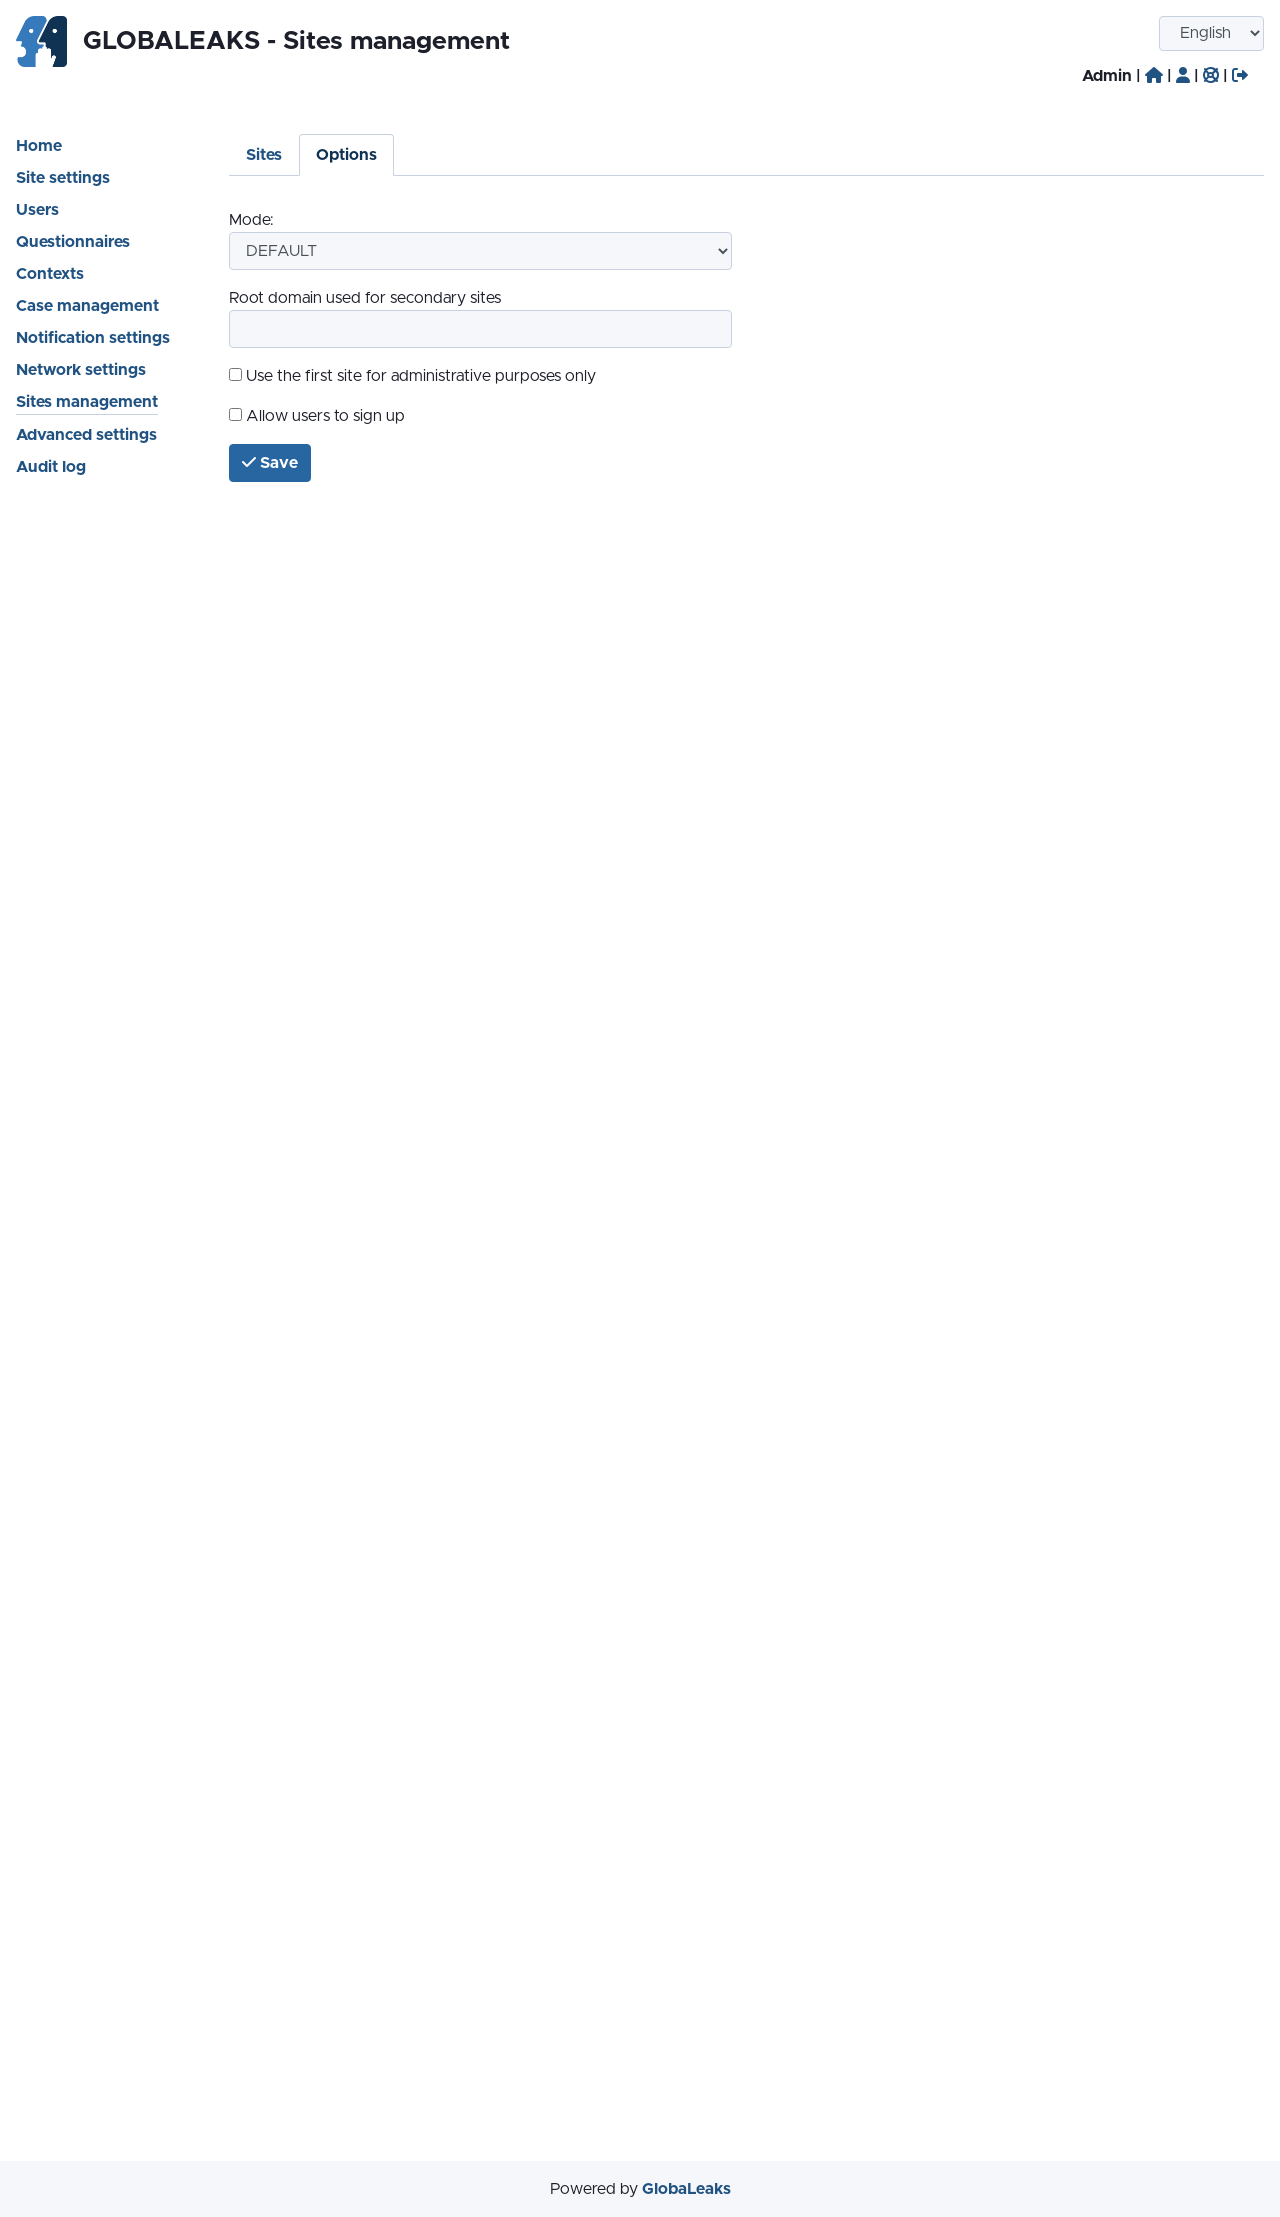 GLOBALEAKS - Sites management
English
Admin | | | |
Home
Site settings
Users
Questionnaires
Contexts
Case management
Notification settings
Network settings
Sites management
Advanced settings
Audit log
Sites
Options
Mode:
DEFAULT
Root domain used for secondary sites
Use the first site for administrative purposes only
Allow users to sign up
Save
Powered by GlobaLeaks